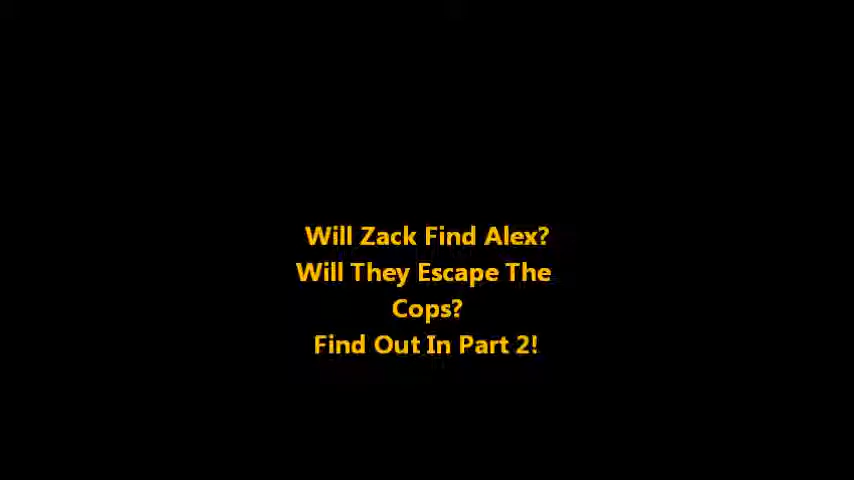 Will Zack Find Alex?
Will They Escape The
Cops?
Find Out In Part 2!